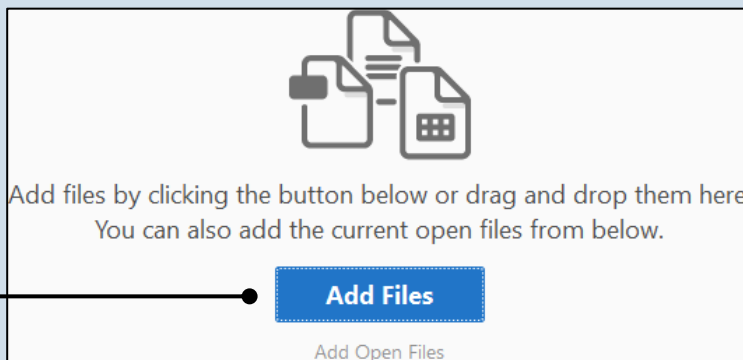 Add files by clicking the button below or drag and drop them here
You can also add the current open files from below.
Add Files
Add Open Files